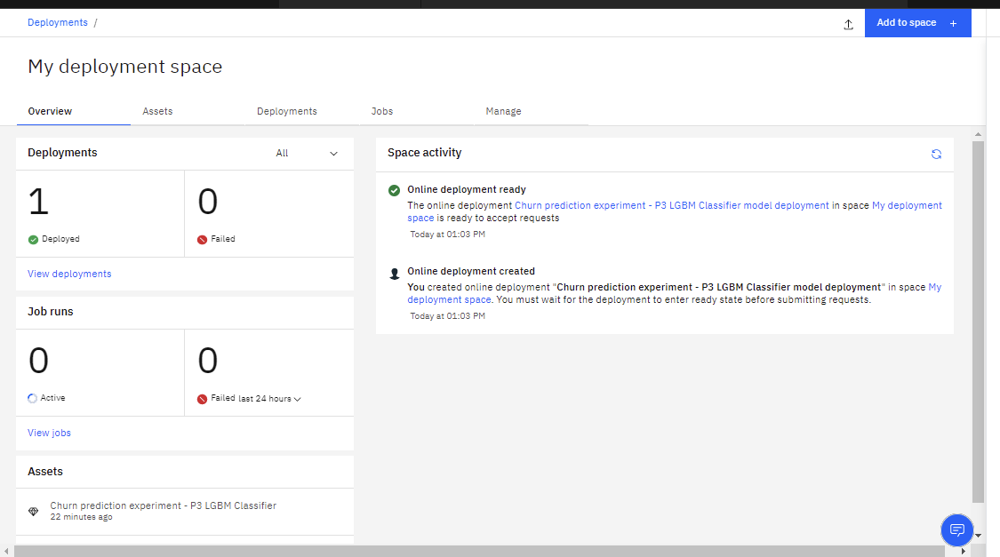 Deployments /
Add to space +
My deployment space
Overview Assets Deployments Jobs Manage
Deployments All
1 0
Deployed Failed
View deployments
Job runs
0 0
Active Failed last 24 hours
View jobs
Assets
Churn prediction experiment - P3 LGBM Classifier
22 minutes ago
Space activity
Online deployment ready
The online deployment Churn prediction experiment - P3 LGBM Classifier model deployment in space My deployment
space is ready to accept requests
Today at 01:03 PM
Online deployment created
You created online deployment "Churn prediction experiment - P3 LGBM Classifier model deployment" in space My
deployment space. You must wait for the deployment to enter ready state before submitting requests.
Today at 01:03 PM